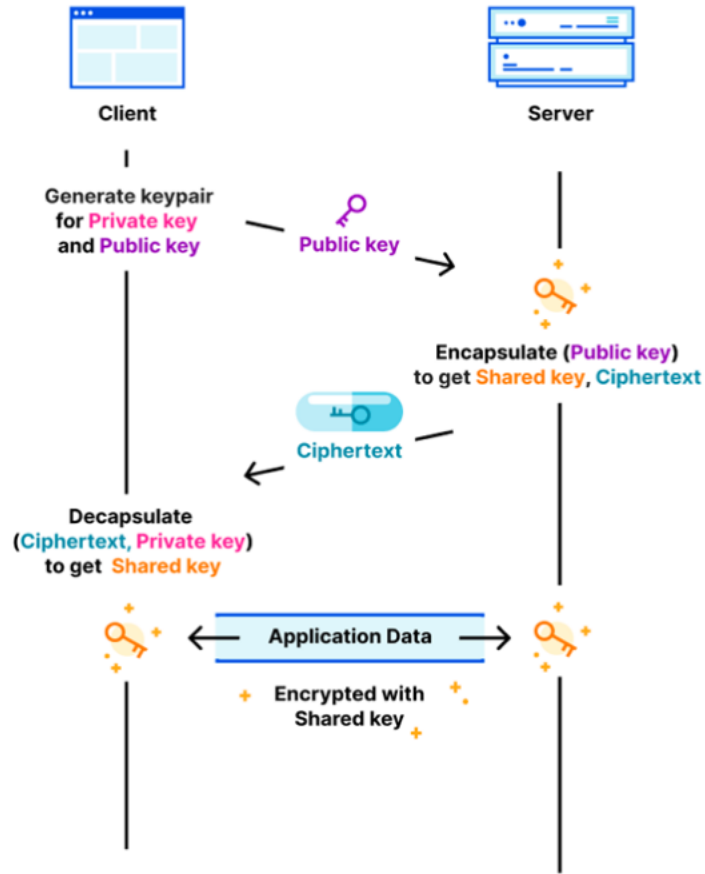 Client
Server
Generate keypair
for Private key
and Public key
Public key
Encapsulate (Public key)
to get Shared key, Ciphertext
Ciphertext
Decapsulate
(Ciphertext, Private key)
to get Shared key
Application Data
Encrypted with
Shared key